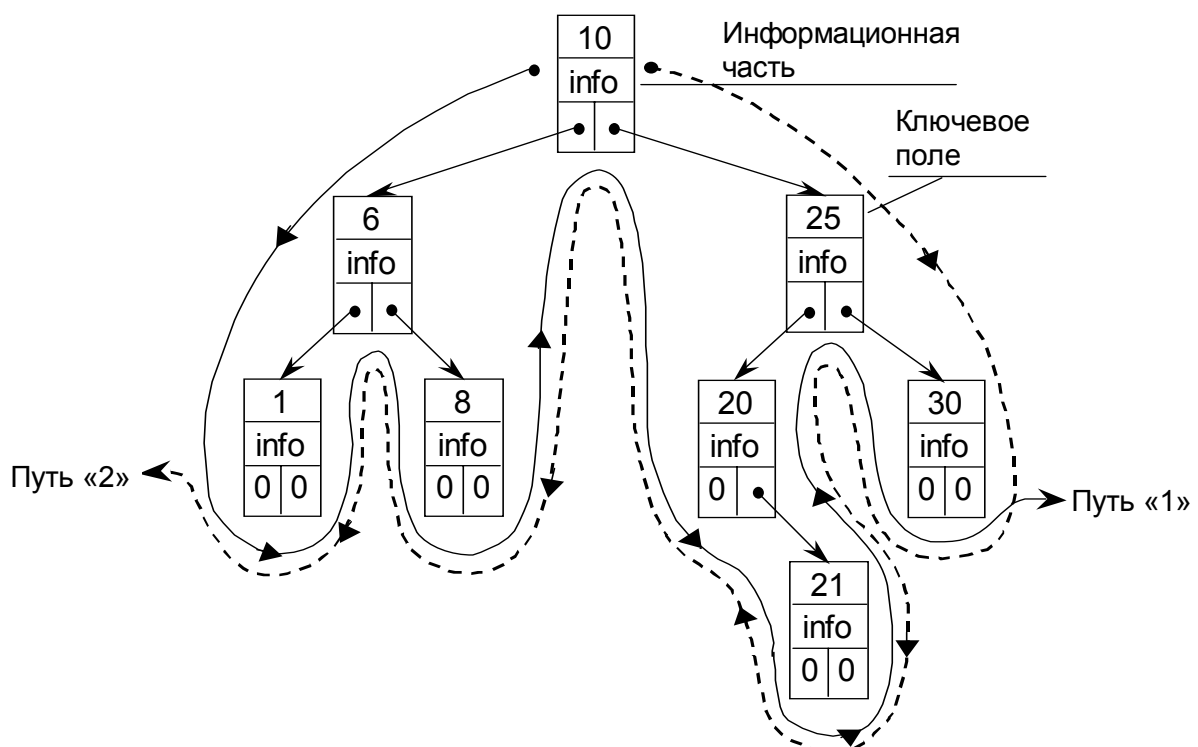 10
info
Информационная
часть
Ключевое
поле
6
info
25
info
1
info
0 0
8
info
0 0
20
info
0
30
info
0 0
Путь «2»
Путь «1»
21
info
0 0